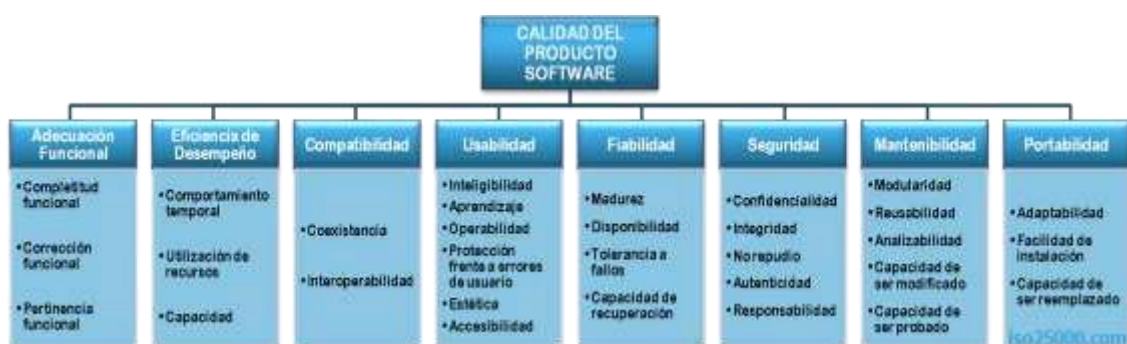 CALIDAD DEL
PRODUCTO
SOFTWARE
Adecuación
Funcional
•Completitud
funcional
•Corrección
funcional
•Pertinencia
funcional
Eficiencia de
Desempeño
•Comportamiento
temporal
•Utilización de
recursos
•Capacidad
Compatibilidad
•Coexistencia
•Interoperabilidad
Usabilidad
•Inteligibilidad
•Aprendizaje
•Operabilidad
•Protección
frente a errores
de usuario
•Estética
•Accesibilidad
Fiabilidad
•Madurez
•Disponibilidad
•Tolerancia a
fallos
•Capacidad de
recuperación
Seguridad
•Confidencialidad
•Integridad
•No repudio
•Autenticidad
•Responsabilidad
Mantenibilidad
•Modularidad
•Reusabilidad
•Analizabilidad
•Capacidad de
ser modificado
•Capacidad de
ser probado
Portabilidad
•Adaptabilidad
•Facilidad de
instalación
•Capacidad de
ser reemplazado
iso25000.com